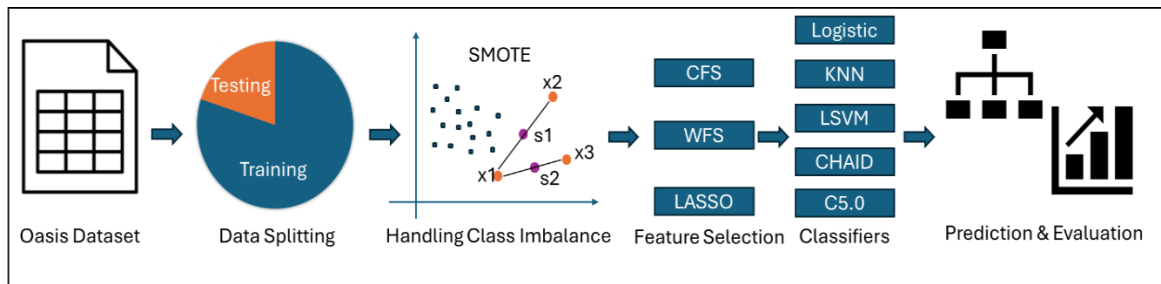 Oasis Dataset
Testing
Training
Data Splitting
SMOTE
x2
s1
x3
x1
s2
Handling Class Imbalance
CFS
WFS
LASSO
Feature Selection
Logistic
KNN
LSVM
CHAID
C5.0
Classifiers
Prediction & Evaluation